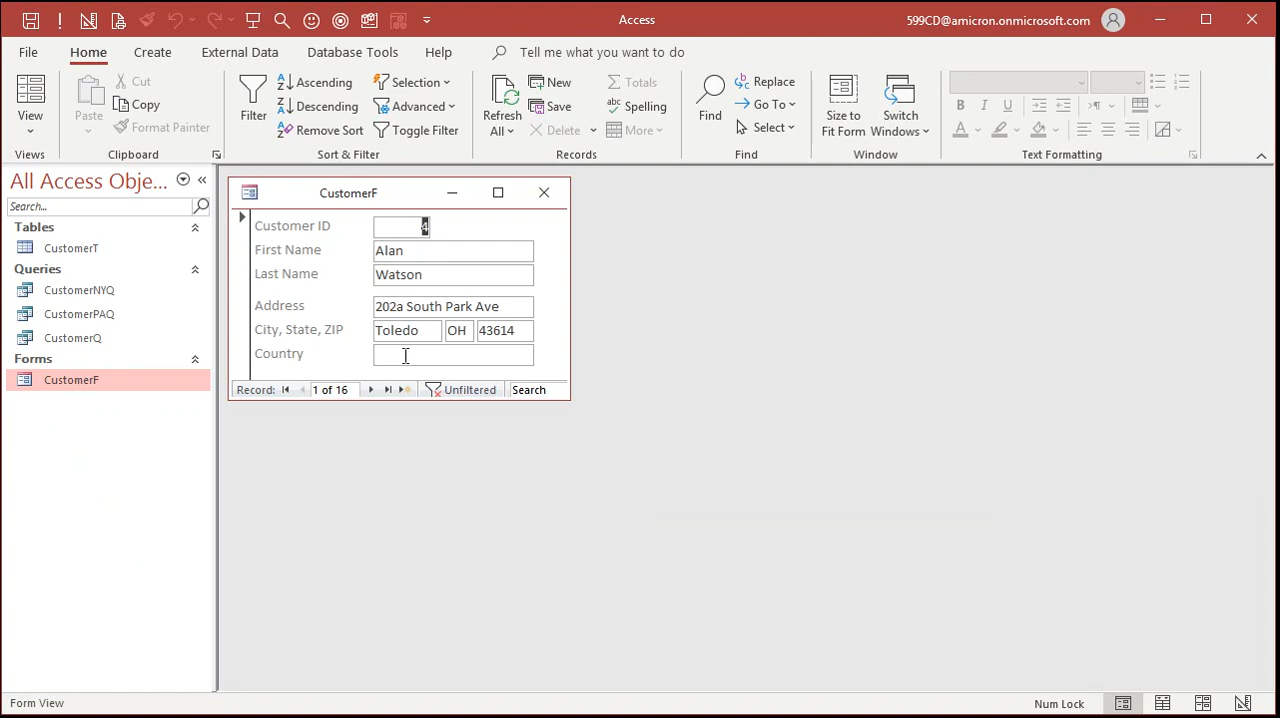 Access
599CD@amicron.onmicrosoft.com
File Home Create External Data Database Tools Help Tell me what you want to do
View
Views
Paste
Cut
Copy
Format Painter
Clipboard
Filter
Ascending
Descending
Remove Sort
Selection
Advanced
Toggle Filter
Sort & Filter
Refresh
All
New
Save
Delete
Totals
abc Spelling
More
Records
Find
Replace
Go To
Select
Find
Size to
Fit Form
Switch
Windows
Window
B I U
A
Text Formatting
All Access Obje...
Search...
Tables
CustomerT
Queries
CustomerNYQ
CustomerPAQ
CustomerQ
Forms
CustomerF
CustomerF
Customer ID 4
First Name Alan
Last Name Watson
Address 202a South Park Ave
City, State, ZIP Toledo OH 43614
Country
Record: 1 of 16 Unfiltered Search
Form View
Num Lock